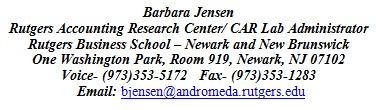 Barbara Jensen
Rutgers Accounting Research Center/ CAR Lab Administrator
Rutgers Business School – Newark and New Brunswick
One Washington Park, Room 919, Newark, NJ 07102
Voice- (973)353-5172   Fax- (973)353-1283
Email: bjensen@andromeda.rutgers.edu